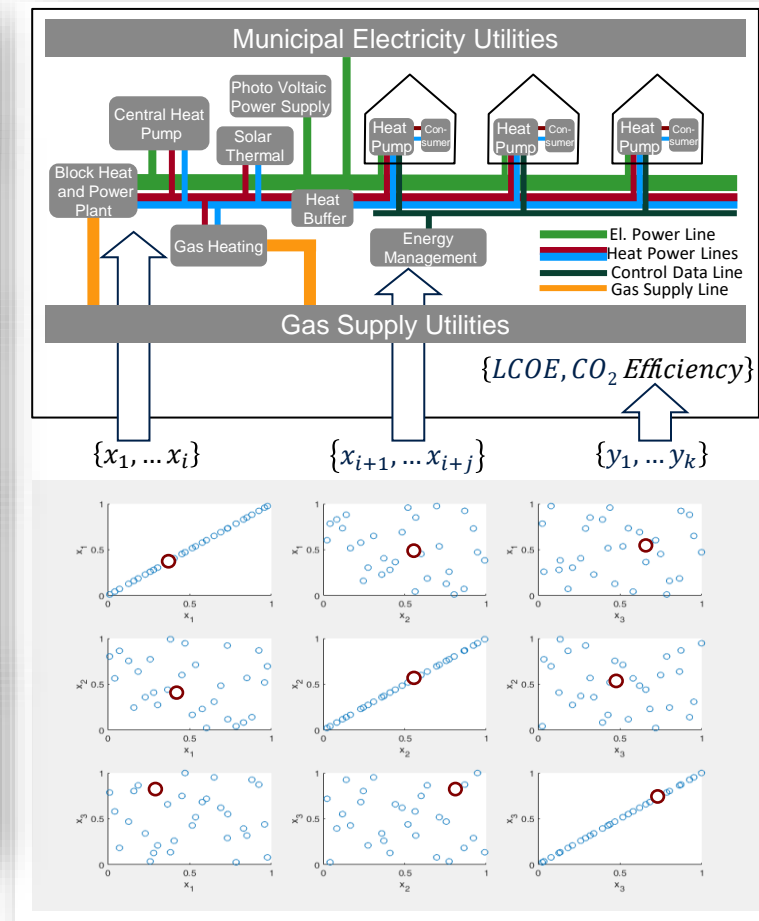 Municipal Electricity Utilities
Photo Voltaic
Power Supply
Central Heat
Pump
Solar
Thermal
Heat
Pump
Con-
sumer
Heat
Pump
Con-
sumer
Heat
Pump
Con-
sumer
Block Heat
and Power
Plant
Heat
Buffer
Gas Heating
Energy
Management
El. Power Line
Heat Power Lines
Control Data Line
Gas Supply Line
Gas Supply Utilities
{LCOE, CO₂ Efficiency}
{x₁, … xᵢ}
{xᵢ₊₁, … xᵢ₊ⱼ}
{y₁, … yₖ}
1
0.5
0
x₁
0 0.5 1
x₁
1
0.5
0
x₁
0 0.5 1
x₂
1
0.5
0
x₁
0 0.5 1
x₃
1
0.5
0
x₂
0 0.5 1
x₁
1
0.5
0
x₂
0 0.5 1
x₂
1
0.5
0
x₂
0 0.5 1
x₃
1
0.5
0
x₃
0 0.5 1
x₁
1
0.5
0
x₃
0 0.5 1
x₂
1
0.5
0
x₃
0 0.5 1
x₃